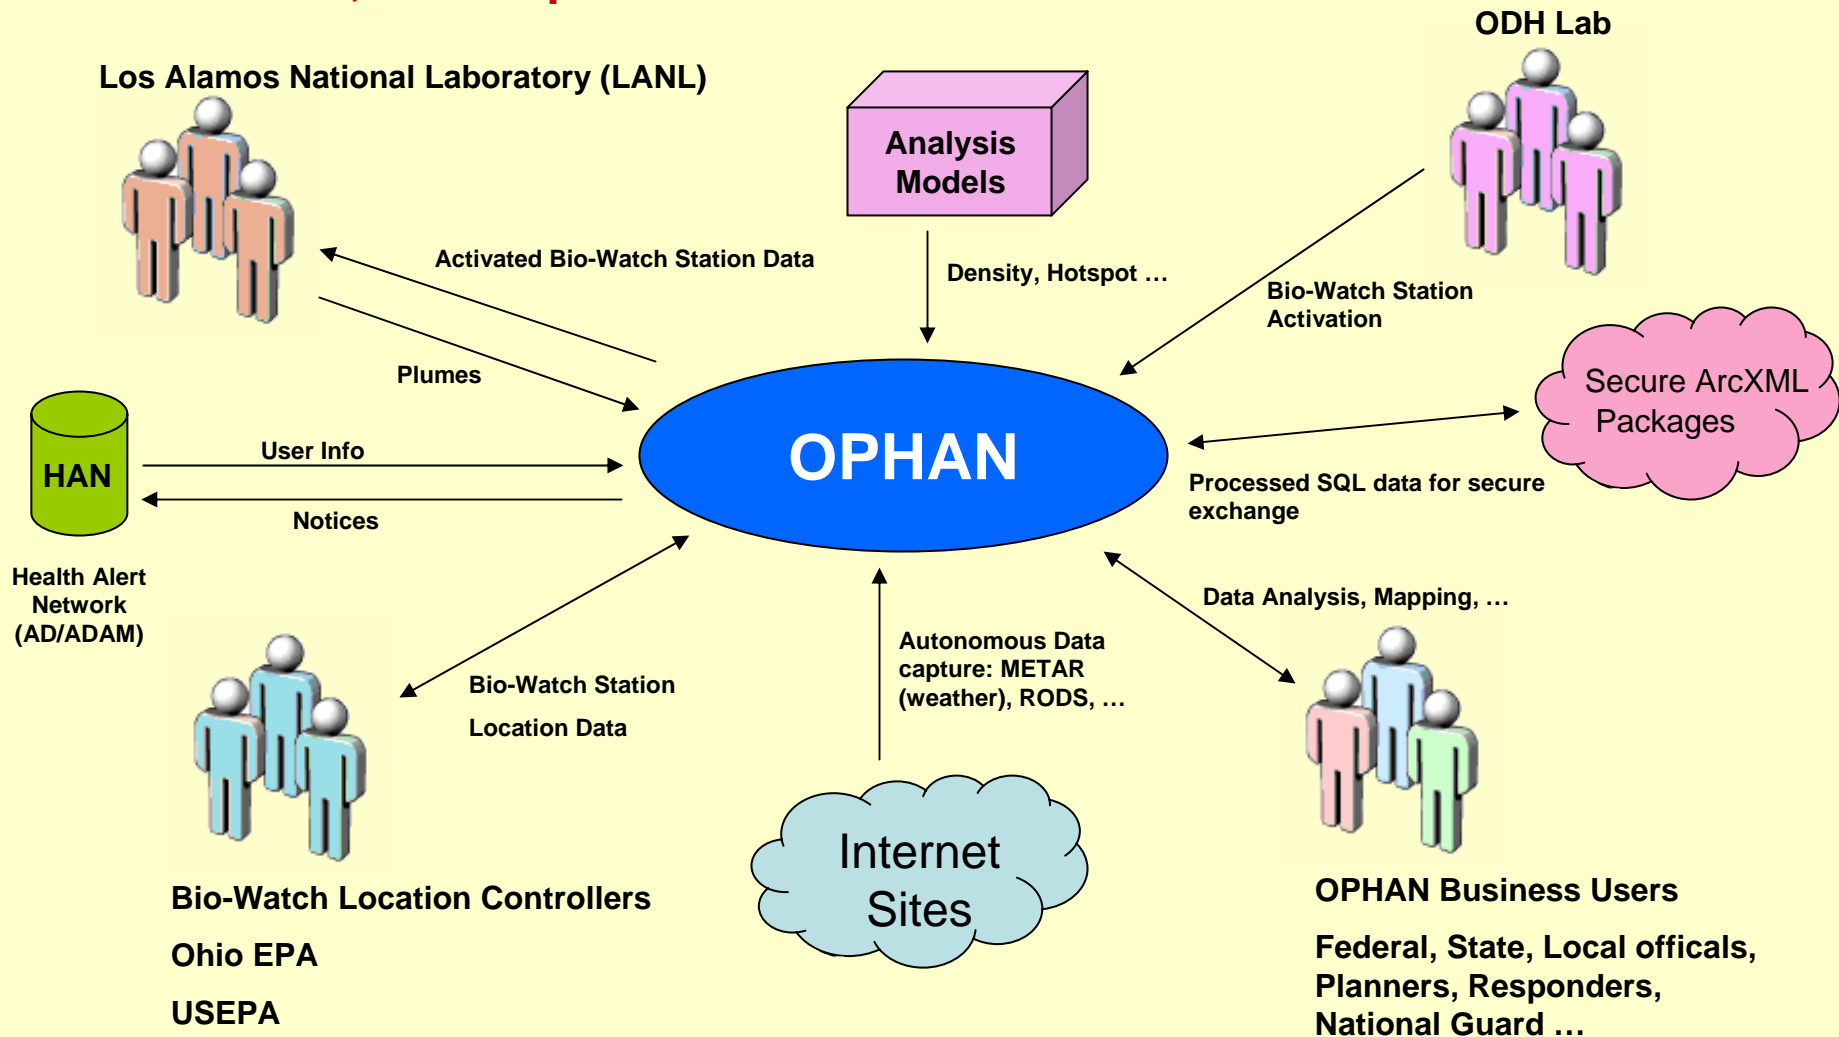 ODH Lab
Los Alamos National Laboratory (LANL)
Analysis
Models
Activated Bio-Watch Station Data
Density, Hotspot …
Bio-Watch Station
Activation
Plumes
Secure ArcXML
Packages
HAN
User Info
OPHAN
Notices
Processed SQL data for secure
exchange
Health Alert
Network
(AD/ADAM)
Data Analysis, Mapping, …
Autonomous Data
capture: METAR
(weather), RODS, …
Bio-Watch Station
Location Data
Internet
Sites
Bio-Watch Location Controllers
Ohio EPA
USEPA
OPHAN Business Users
Federal, State, Local officals,
Planners, Responders,
National Guard …